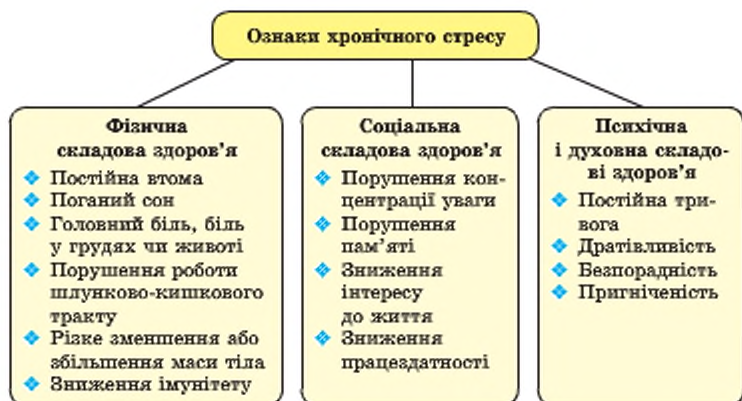 Ознаки хронічного стресу
Фізична
складова здоров’я
❖ Постійна втома
❖ Поганий сон
❖ Головний біль, біль
у грудях чи животі
❖ Порушення роботи
шлунково-кишкового
тракту
❖ Різке зменшення або
збільшення маси тіла
❖ Зниження імунітету
Соціальна
складова здоров’я
❖ Порушення кон-
центрації уваги
❖ Порушення
пам’яті
❖ Зниження
інтересу
до життя
❖ Зниження
працездатності
Психічна
і духовна складо-
ві здоров’я
❖ Постійна три-
вога
❖ Дратівливість
❖ Безпорадність
❖ Пригніченість